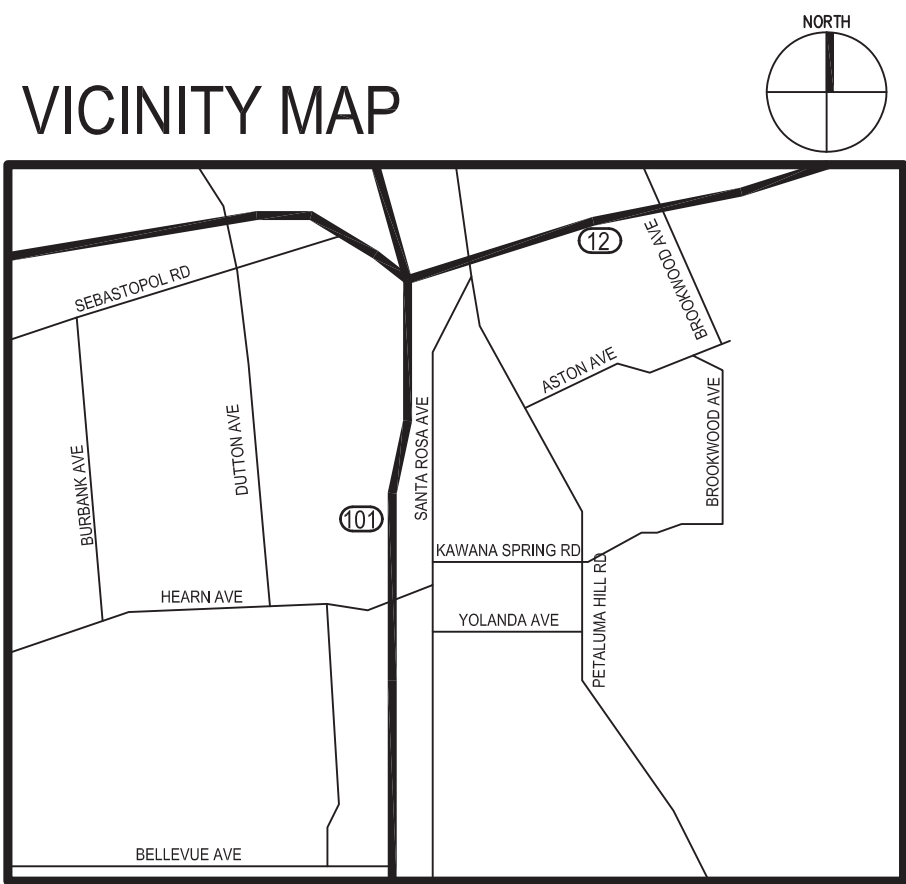 NORTH
VICINITY MAP
12
BROOKWOOD AVE
SEBASTOPOL RD
ASTON AVE
SANTA ROSA AVE
DUTTON AVE
BROOKWOOD AVE
BURBANK AVE
101
KAWANA SPRING RD
HEARN AVE
YOLANDA AVE
PETALUMA HILL RD
BELLEVUE AVE